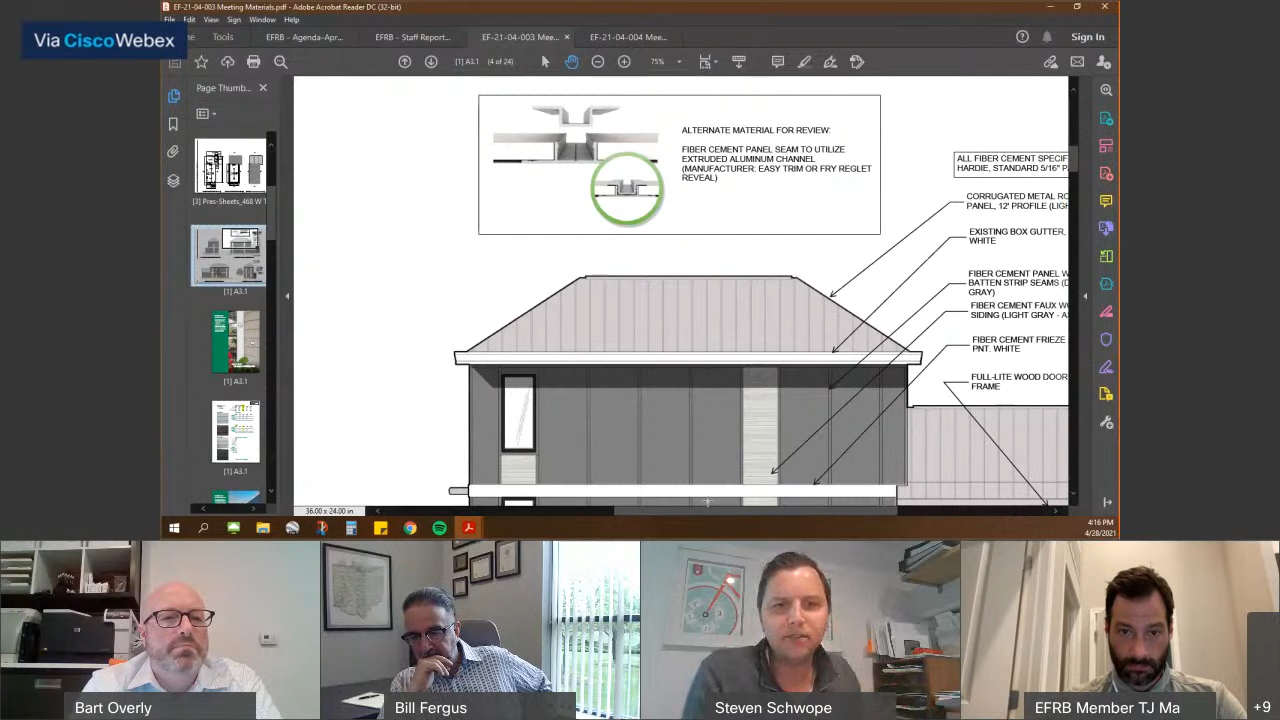 EF-21-04-003 Meeting Materials.pdf - Adobe Acrobat Reader DC (32-bit)
File Edit View Sign Window Help
Via CiscoWebex
Tools
EFRB - Agenda-Apr...
EFRB - Staff Report...
EF-21-04-003 Mee...
EF-21-04-004 Mee...
Sign In
[1] A3.1 (4 of 24)
75%
Page Thumb...
[3] Pres-Sheets_468 W T
[1] A3.1
[1] A3.1
[1] A3.1
ALTERNATE MATERIAL FOR REVIEW:
FIBER CEMENT PANEL SEAM TO UTILIZE
EXTRUDED ALUMINUM CHANNEL
(MANUFACTURER: EASY TRIM OR FRY REGLET
REVEAL)
ALL FIBER CEMENT SPECIF
HARDIE, STANDARD 5/16" P
CORRUGATED METAL RO
PANEL, 12' PROFILE (LIGH
EXISTING BOX GUTTER,
WHITE
FIBER CEMENT PANEL W
BATTEN STRIP SEAMS (D
GRAY)
FIBER CEMENT FAUX WO
SIDING (LIGHT GRAY - A
FIBER CEMENT FRIEZE
PNT. WHITE
FULL-LITE WOOD DOOR
FRAME
36.00 x 24.00 in
4:16 PM
4/28/2021
Bart Overly
Bill Fergus
Steven Schwope
EFRB Member TJ Ma
+9